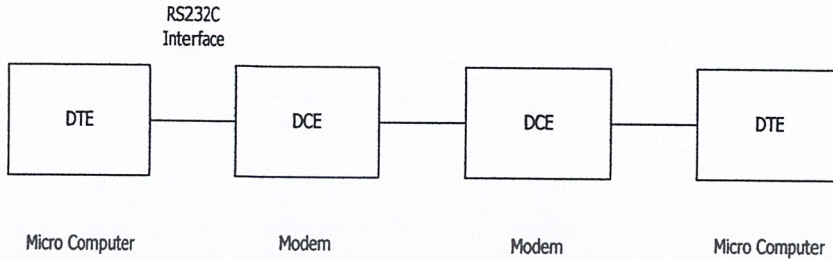 RS232C
Interface
DTE
DCE
DCE
DTE
Micro Computer
Modem
Modem
Micro Computer